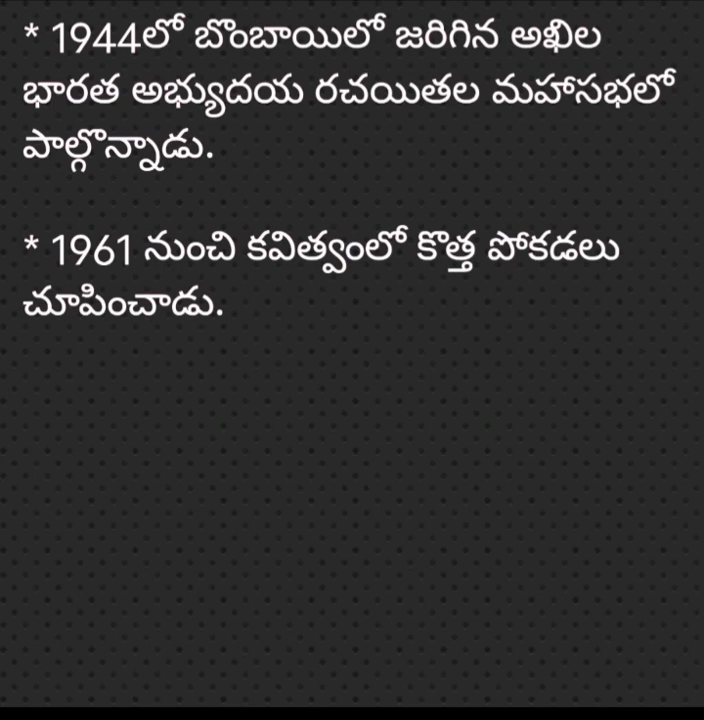 * 1944లో బొంబాయిలో జరిగిన అఖిల
భారత అభ్యుదయ రచయితల మహాసభలో
పాల్గొన్నాడు.
* 1961 నుంచి కవిత్వంలో కొత్త పోకడలు
చూపించాడు.